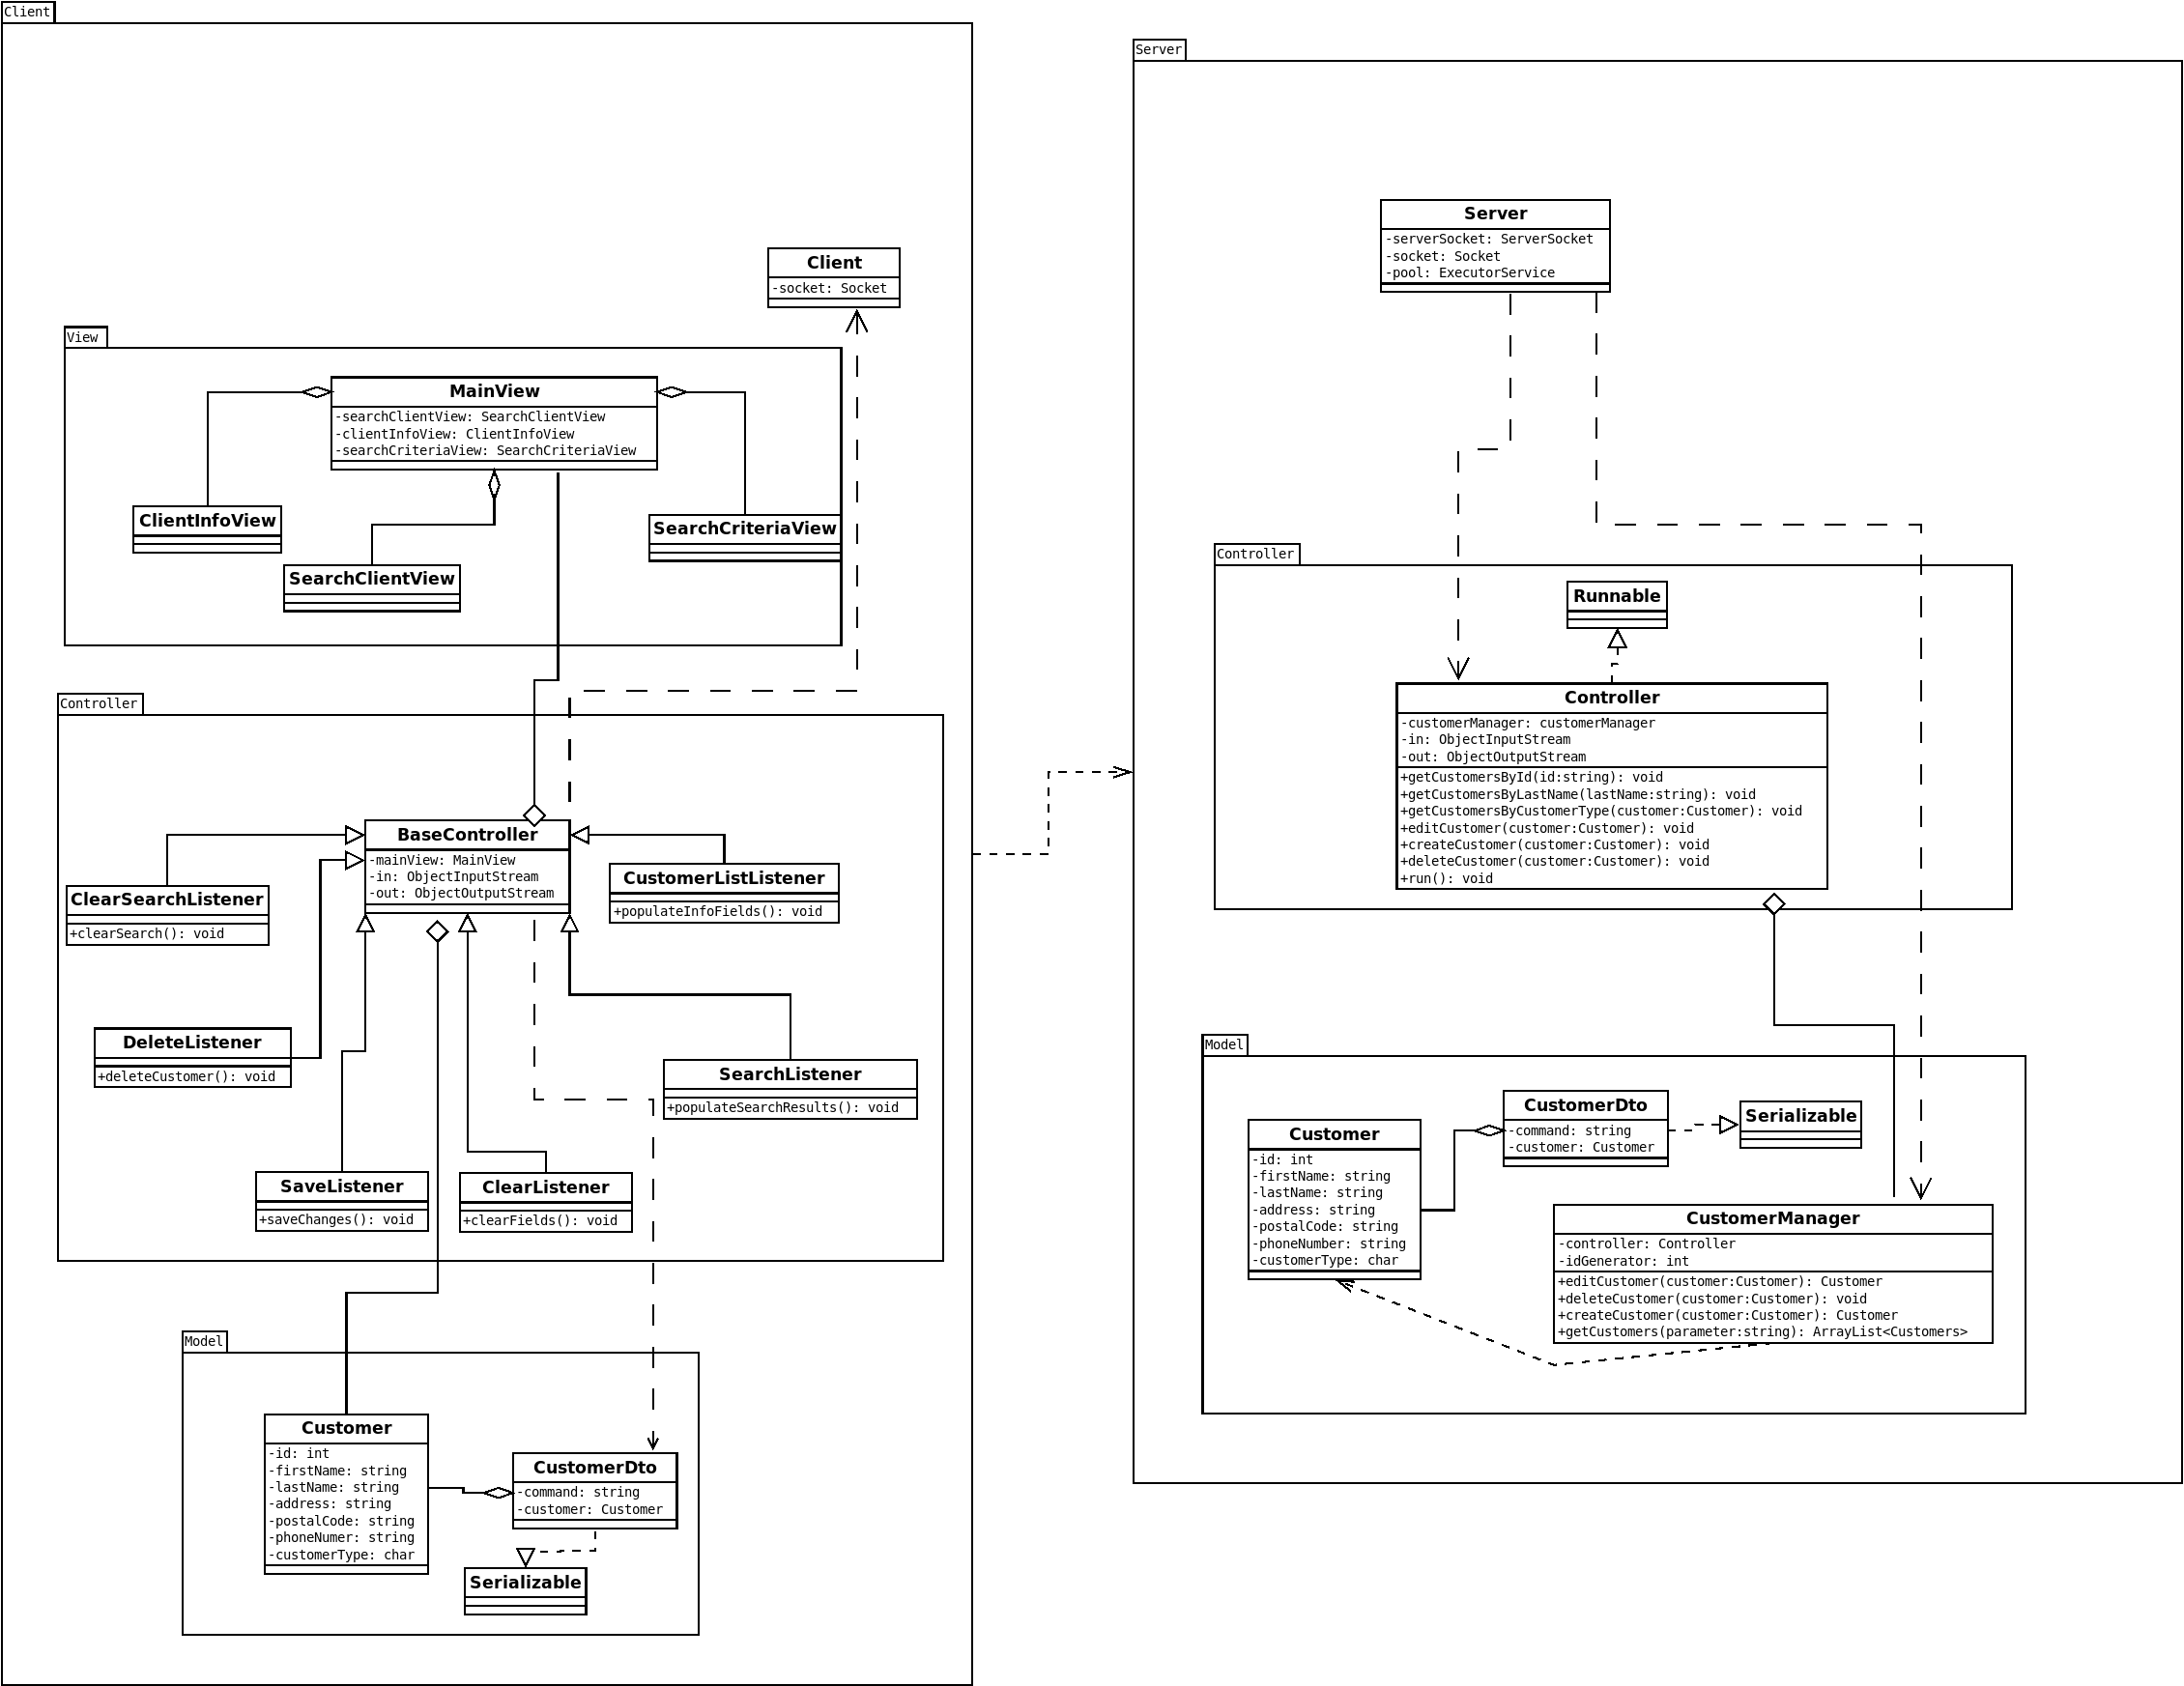 Client
Client
-socket: Socket
View
MainView
-searchClientView: SearchClientView
-clientInfoView: ClientInfoView
-searchCriteriaView: SearchCriteriaView
ClientInfoView
SearchClientView
SearchCriteriaView
Controller
BaseController
-mainView: MainView
-in: ObjectInputStream
-out: ObjectOutputStream
ClearSearchListener
+clearSearch(): void
CustomerListListener
+populateInfoFields(): void
DeleteListener
+deleteCustomer(): void
SearchListener
+populateSearchResults(): void
SaveListener
+saveChanges(): void
ClearListener
+clearFields(): void
Model
Customer
-id: int
-firstName: string
-lastName: string
-address: string
-postalCode: string
-phoneNumer: string
-customerType: char
CustomerDto
-command: string
-customer: Customer
Serializable
Server
Server
-serverSocket: ServerSocket
-socket: Socket
-pool: ExecutorService
Controller
Runnable
Controller
-customerManager: customerManager
-in: ObjectInputStream
-out: ObjectOutputStream
+getCustomersById(id:string): void
+getCustomersByLastName(lastName:string): void
+getCustomersByCustomerType(customer:Customer): void
+editCustomer(customer:Customer): void
+createCustomer(customer:Customer): void
+deleteCustomer(customer:Customer): void
+run(): void
Model
Customer
-id: int
-firstName: string
-lastName: string
-address: string
-postalCode: string
-phoneNumber: string
-customerType: char
CustomerDto
-command: string
-customer: Customer
Serializable
CustomerManager
-controller: Controller
-idGenerator: int
+editCustomer(customer:Customer): Customer
+deleteCustomer(customer:Customer): void
+createCustomer(customer:Customer): Customer
+getCustomers(parameter:string): ArrayList<Customers>